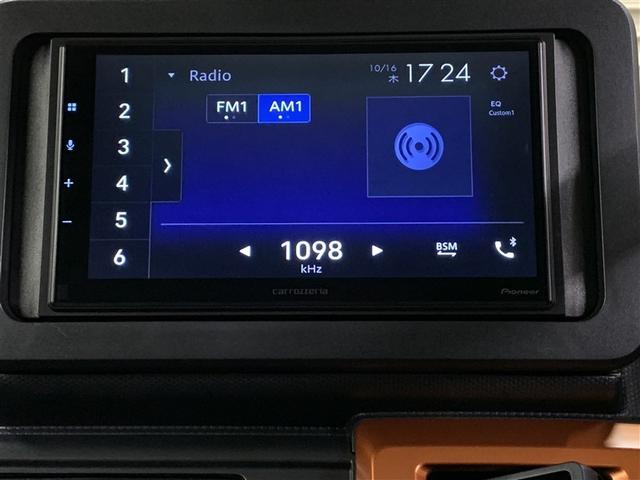 1
2
3
4
5
6
Radio
10/16
木
17 24
FM1
AM1
EQ
Custom1
1098
kHz
BSM
carrozzeria
Pioneer